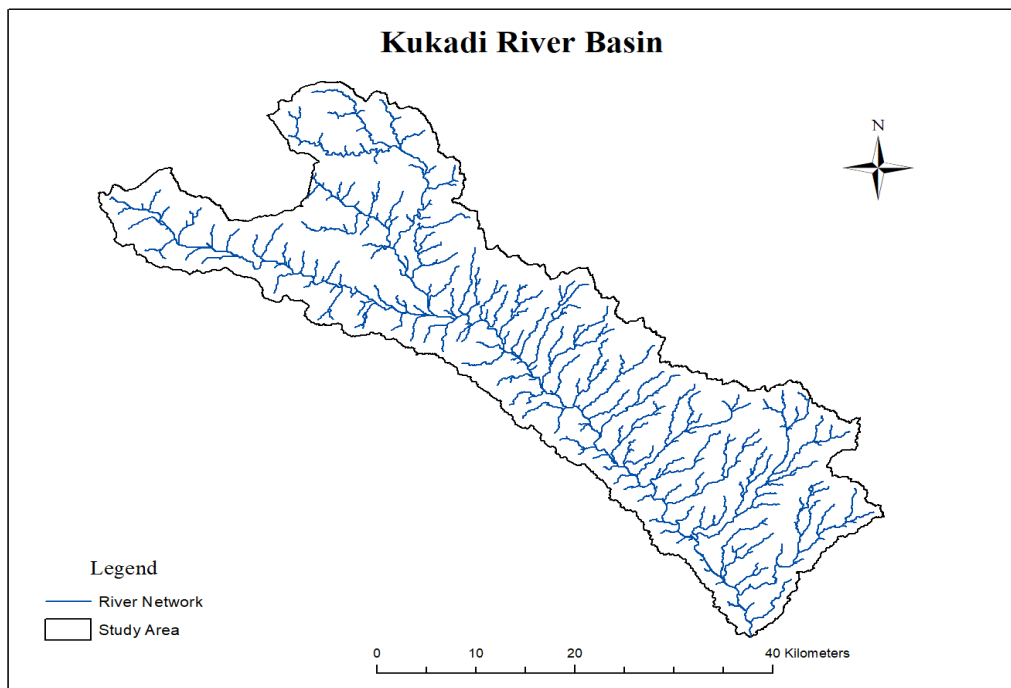 Kukadi River Basin
N
Legend
River Network
Study Area
0 10 20 40 Kilometers